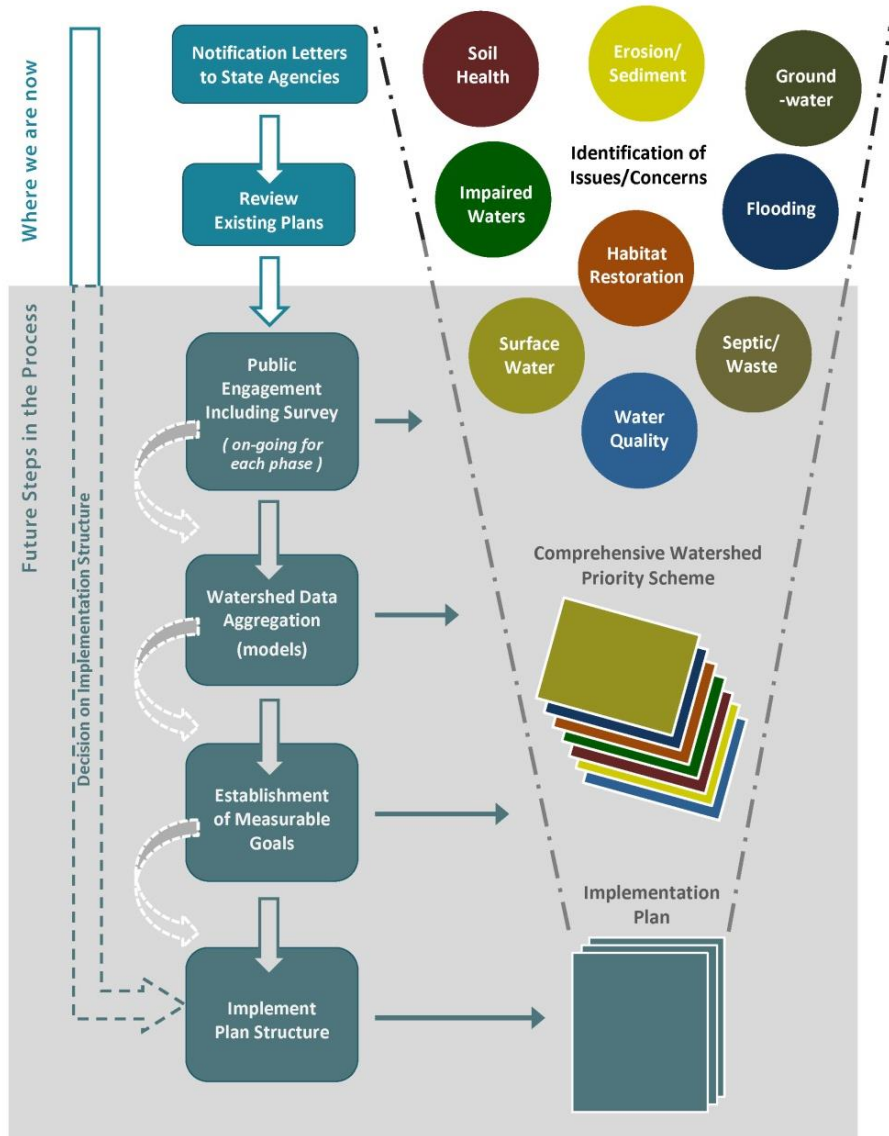 Where we are now
Future Steps in the Process
Decision on Implementation Structure
Notification Letters
to State Agencies
Review
Existing Plans
Public
Engagement
Including Survey
( on-going for
each phase )
Watershed Data
Aggregation
(models)
Establishment
of Measurable
Goals
Implement
Plan Structure
Soil
Health
Erosion/
Sediment
Ground
-water
Identification of
Issues/Concerns
Impaired
Waters
Flooding
Habitat
Restoration
Surface
Water
Septic/
Waste
Water
Quality
Comprehensive Watershed
Priority Scheme
Implementation
Plan